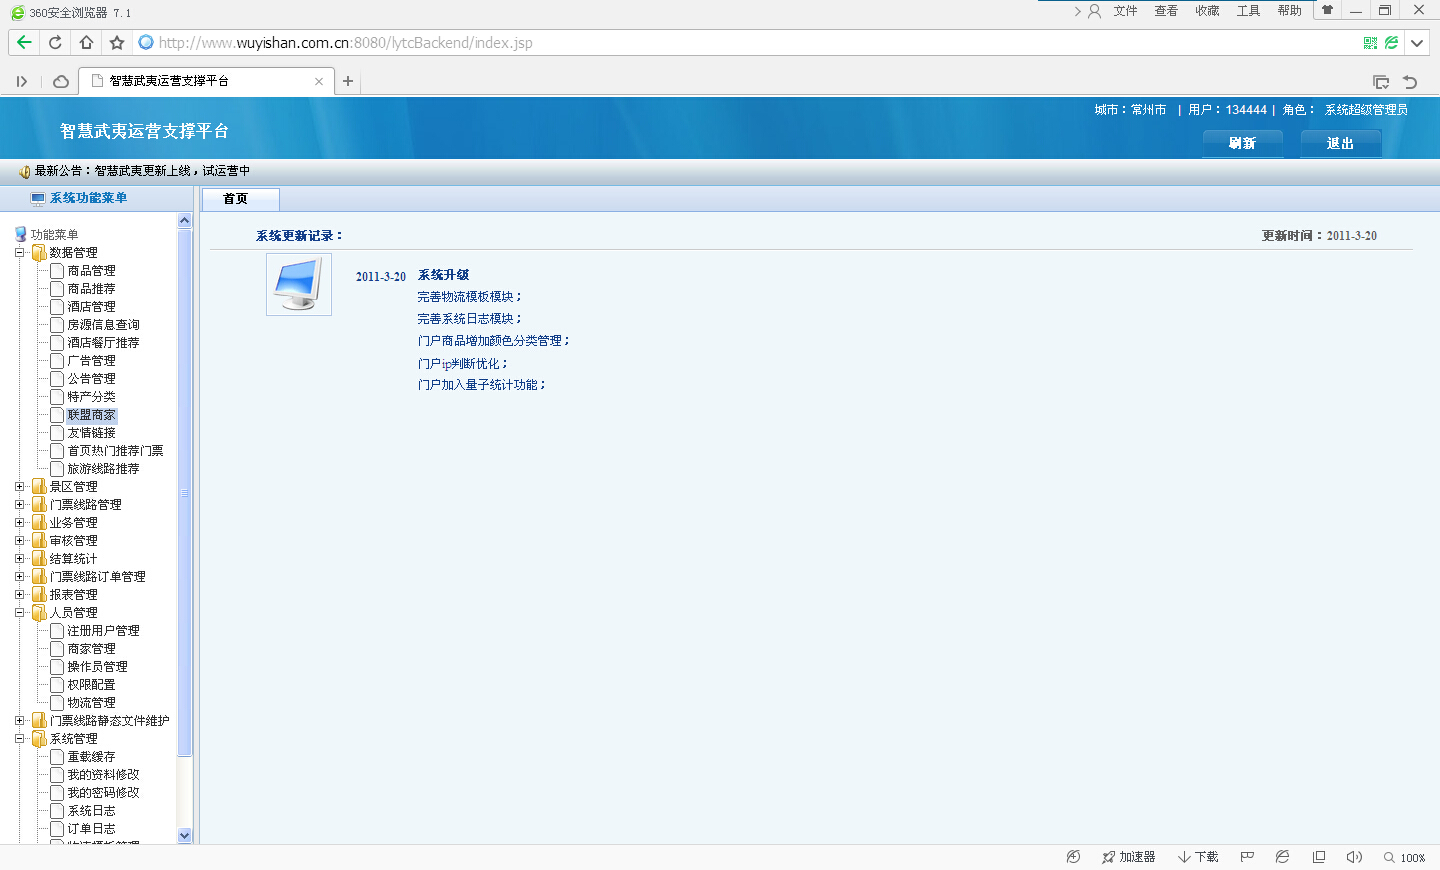 360安全浏览器 7.1
文件 查看 收藏 工具 帮助
http://www.wuyishan.com.cn:8080/lytcBackend/index.jsp
智慧武夷运营支撑平台
城市：常州市 | 用户：134444 | 角色： 系统超级管理员
智慧武夷运营支撑平台
刷新 退出
最新公告：智慧武夷更新上线，试运营中
系统功能菜单
首页
功能菜单
数据管理
商品管理
商品推荐
酒店管理
房源信息查询
酒店餐厅推荐
广告管理
公告管理
特产分类
联盟商家
友情链接
首页热门推荐门票
旅游线路推荐
景区管理
门票线路管理
业务管理
审核管理
结算统计
门票线路订单管理
报表管理
人员管理
注册用户管理
商家管理
操作员管理
权限配置
物流管理
门票线路静态文件维护
系统管理
重载缓存
我的资料修改
我的密码修改
系统日志
订单日志
系统更新记录：
更新时间：2011-3-20
2011-3-20 系统升级
完善物流模板模块；
完善系统日志模块；
门户商品增加颜色分类管理；
门户ip判断优化；
门户加入量子统计功能；
加速器 下载 100%